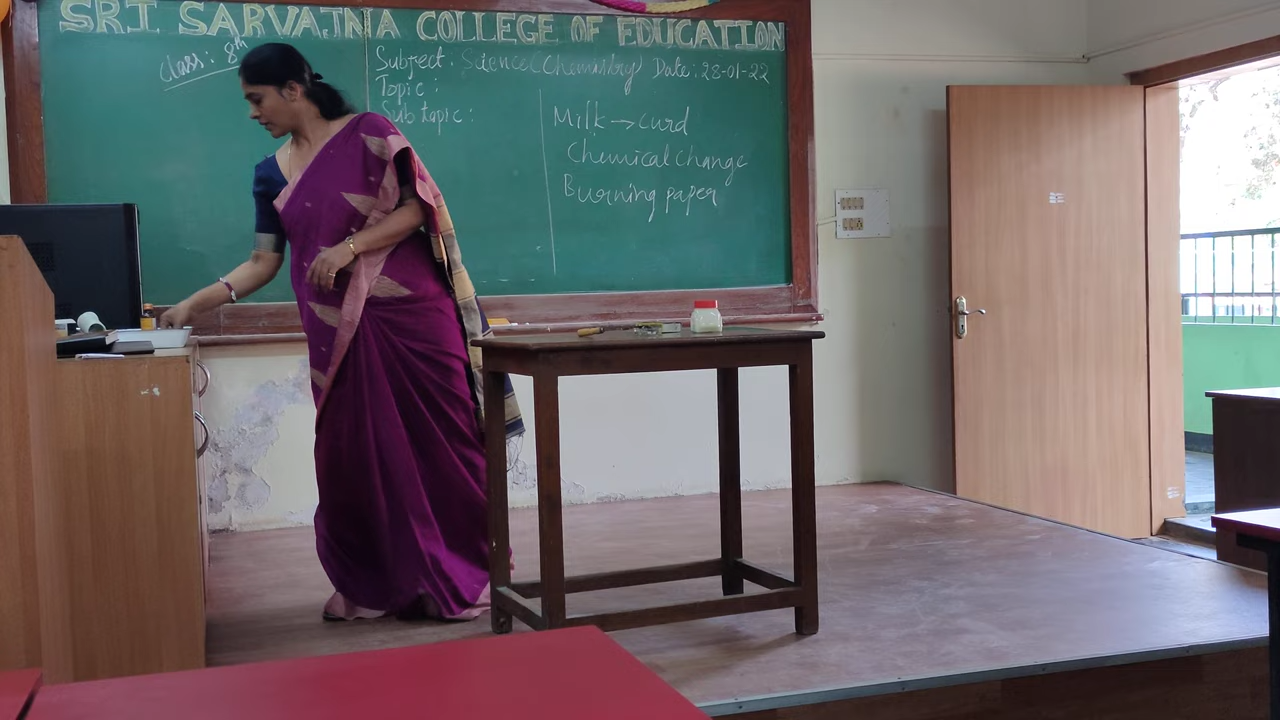 SRI SARVAJNA COLLEGE OF EDUCATION
Class: 8th
Subject: Science (Chemistry) Date: 28-01-22
Topic:
Sub topic:
Milk → curd
Chemical change
Burning paper